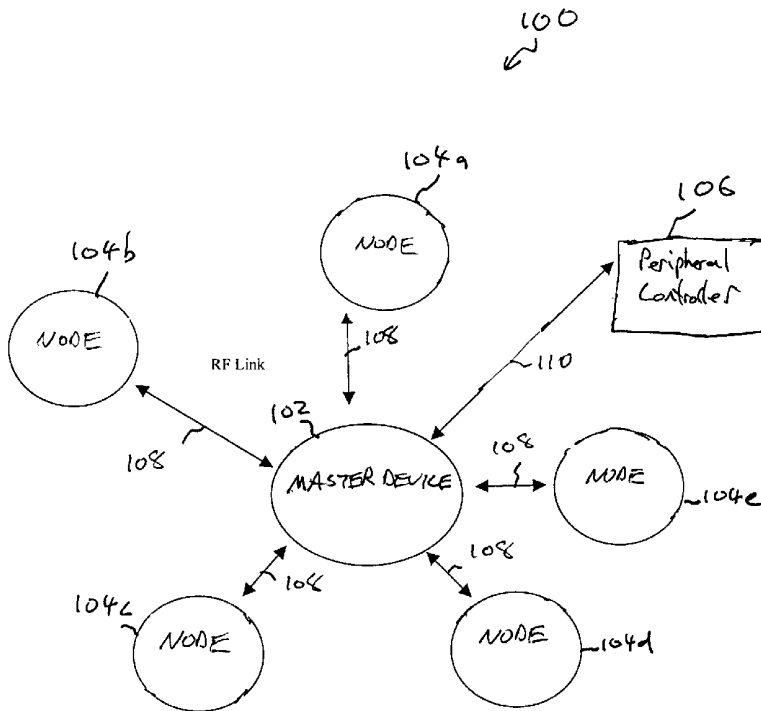 100
104a
NODE
106
Peripheral
Controller
104b
NODE
108
RF Link
110
102
108
MASTER DEVICE
108
NODE
104e
108
108
104c
NODE
NODE
104d